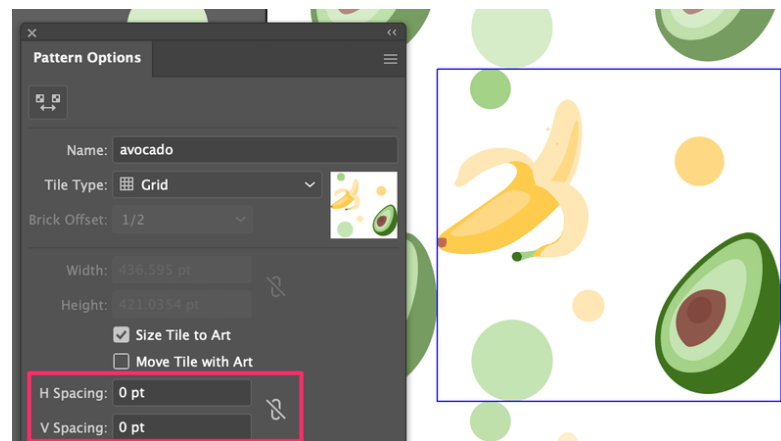 Pattern Options
Name: avocado
Tile Type: Grid
Brick Offset: 1/2
Width: 436.595 pt
Height: 421.0354 pt
Size Tile to Art
Move Tile with Art
H Spacing: 0 pt
V Spacing: 0 pt